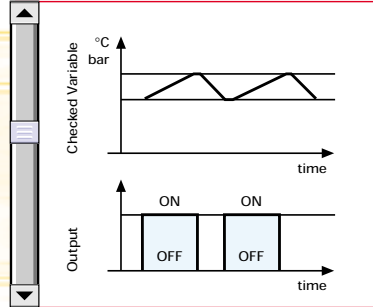 °C
bar
Checked Variable
time
ON ON
Output
OFF OFF
time